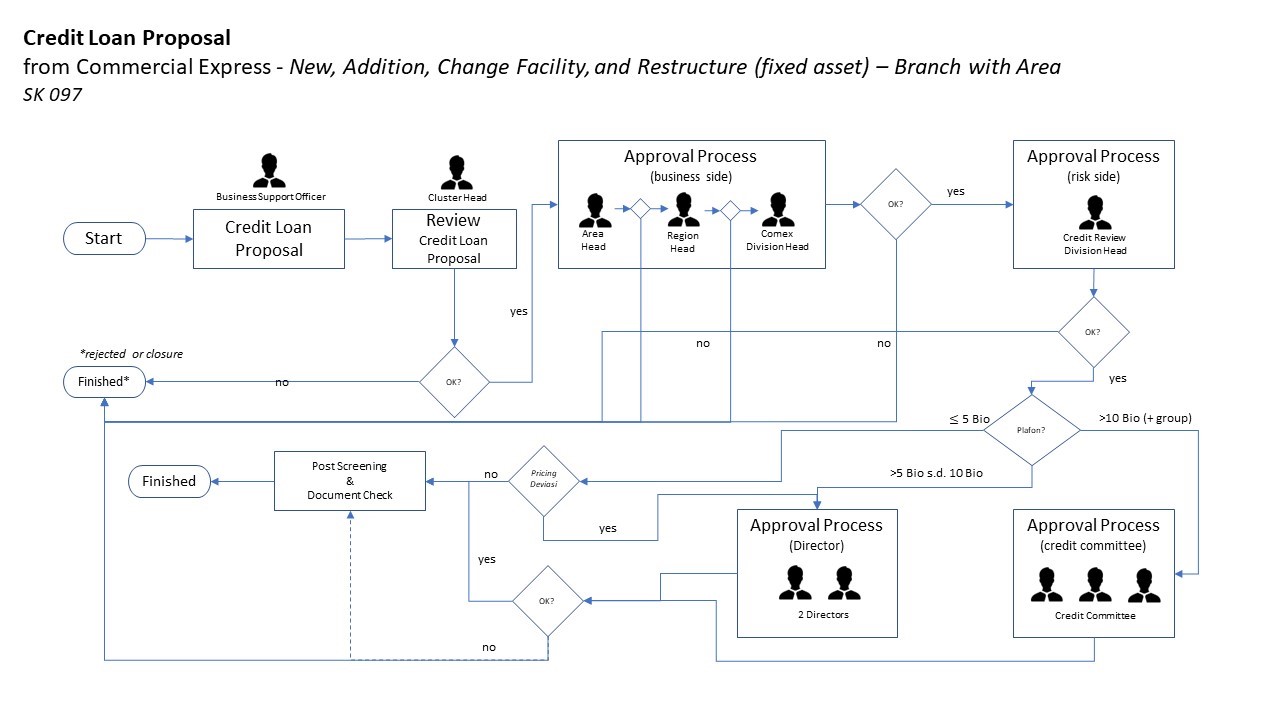 Credit Loan Proposal
from Commercial Express - New, Addition, Change Facility, and Restructure (fixed asset) – Branch with Area
SK 097
Business Support Officer
Cluster Head
Approval Process
(business side)
Area
Head
Region
Head
Comex
Division Head
OK?
yes
Approval Process
(risk side)
Credit Review
Division Head
Start
Credit Loan
Proposal
Review
Credit Loan
Proposal
yes
no
no
OK?
*rejected or closure
Finished*
no
OK?
yes
≤ 5 Bio
Plafon?
>10 Bio (+ group)
>5 Bio s.d. 10 Bio
Finished
Post Screening
&
Document Check
no
Pricing
Deviasi
yes
Approval Process
(Director)
2 Directors
Approval Process
(credit committee)
Credit Committee
yes
OK?
no